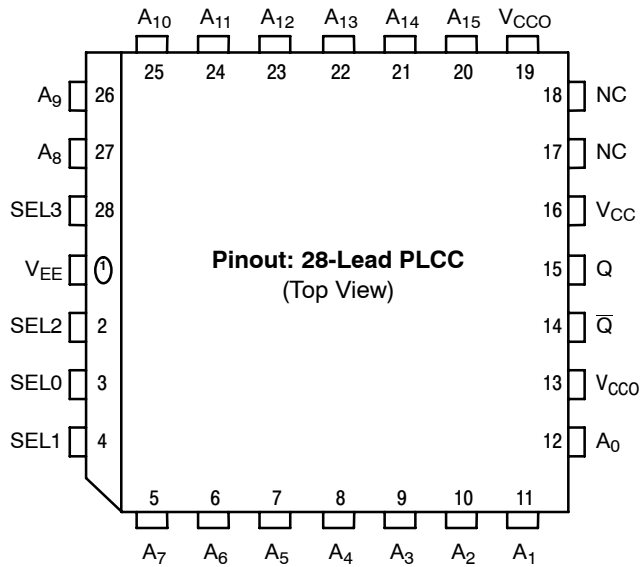 A10 A11 A12 A13 A14 A15 VCCO
25 24 23 22 21 20 19
A9 26 18 NC
A8 27 17 NC
SEL3 28 16 VCC
VEE 1 15 Q
Pinout: 28-Lead PLCC
(Top View)
SEL2 2 14 Q̅
SEL0 3 13 VCCO
SEL1 4 12 A0
5 6 7 8 9 10 11
A7 A6 A5 A4 A3 A2 A1